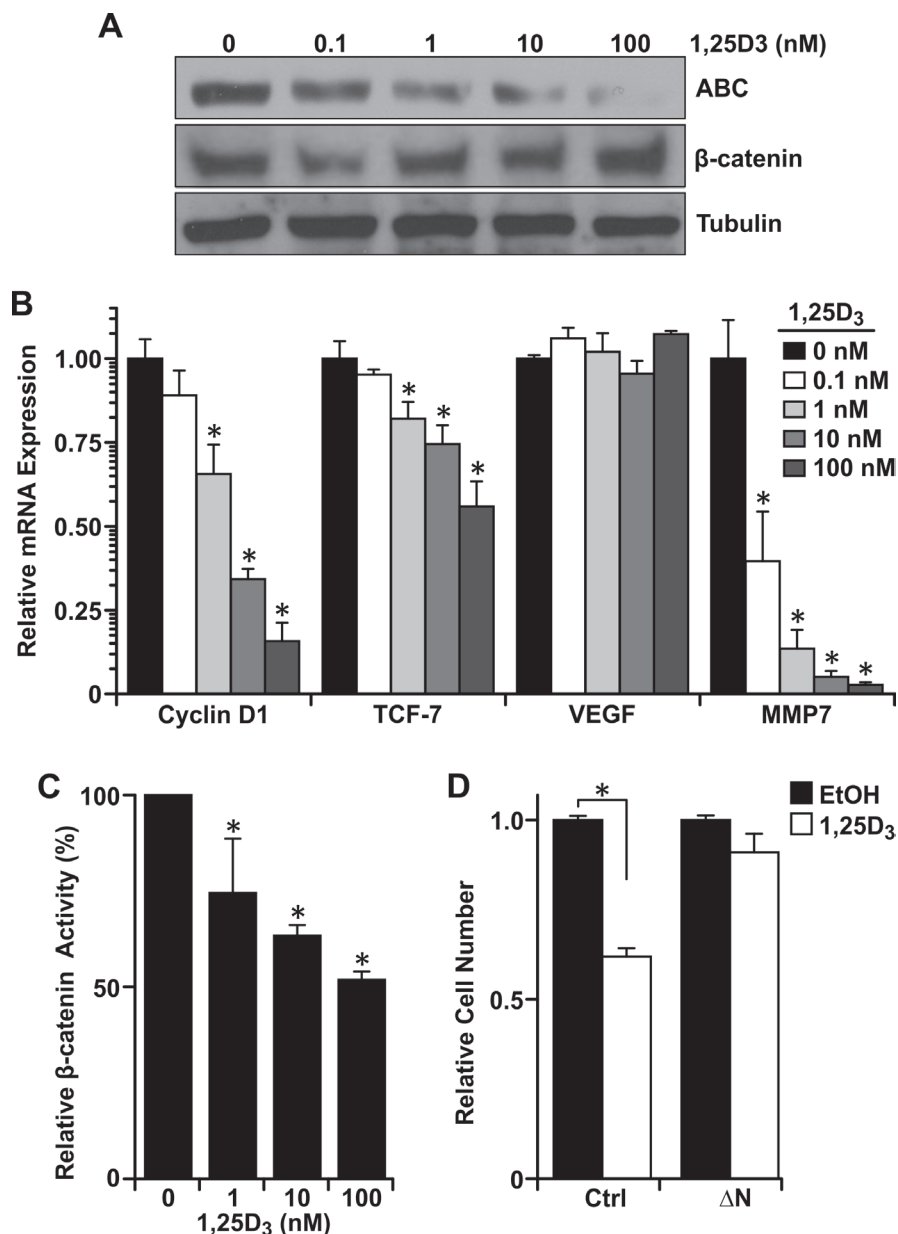 A
0 0.1 1 10 100 1,25D3 (nM)
ABC
β-catenin
Tubulin
B
Relative mRNA Expression
1.00
0.75
0.50
0.25
0
* * * * * * * * * *
1,25D₃
0 nM
0.1 nM
1 nM
10 nM
100 nM
Cyclin D1 TCF-7 VEGF MMP7
C
Relative β-catenin Activity (%)
100
50
0
* * *
0 1 10 100
1,25D₃ (nM)
D
Relative Cell Number
1.0
0.5
0
*
EtOH
1,25D₃
Ctrl ΔN